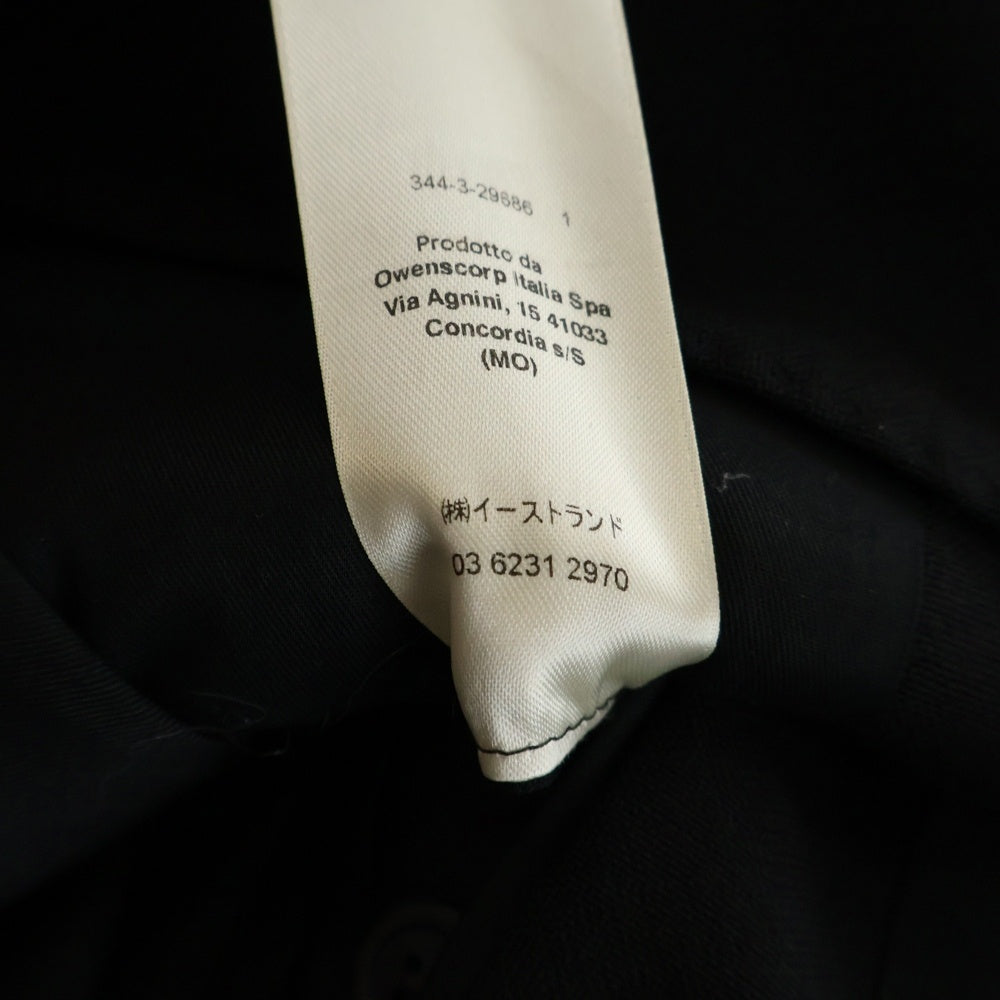 344-3-29686 1
Prodotto da
Owenscorp Italia Spa
Via Agnini, 15 41033
Concordia s/S
(MO)
(株)イーストランド
03 6231 2970